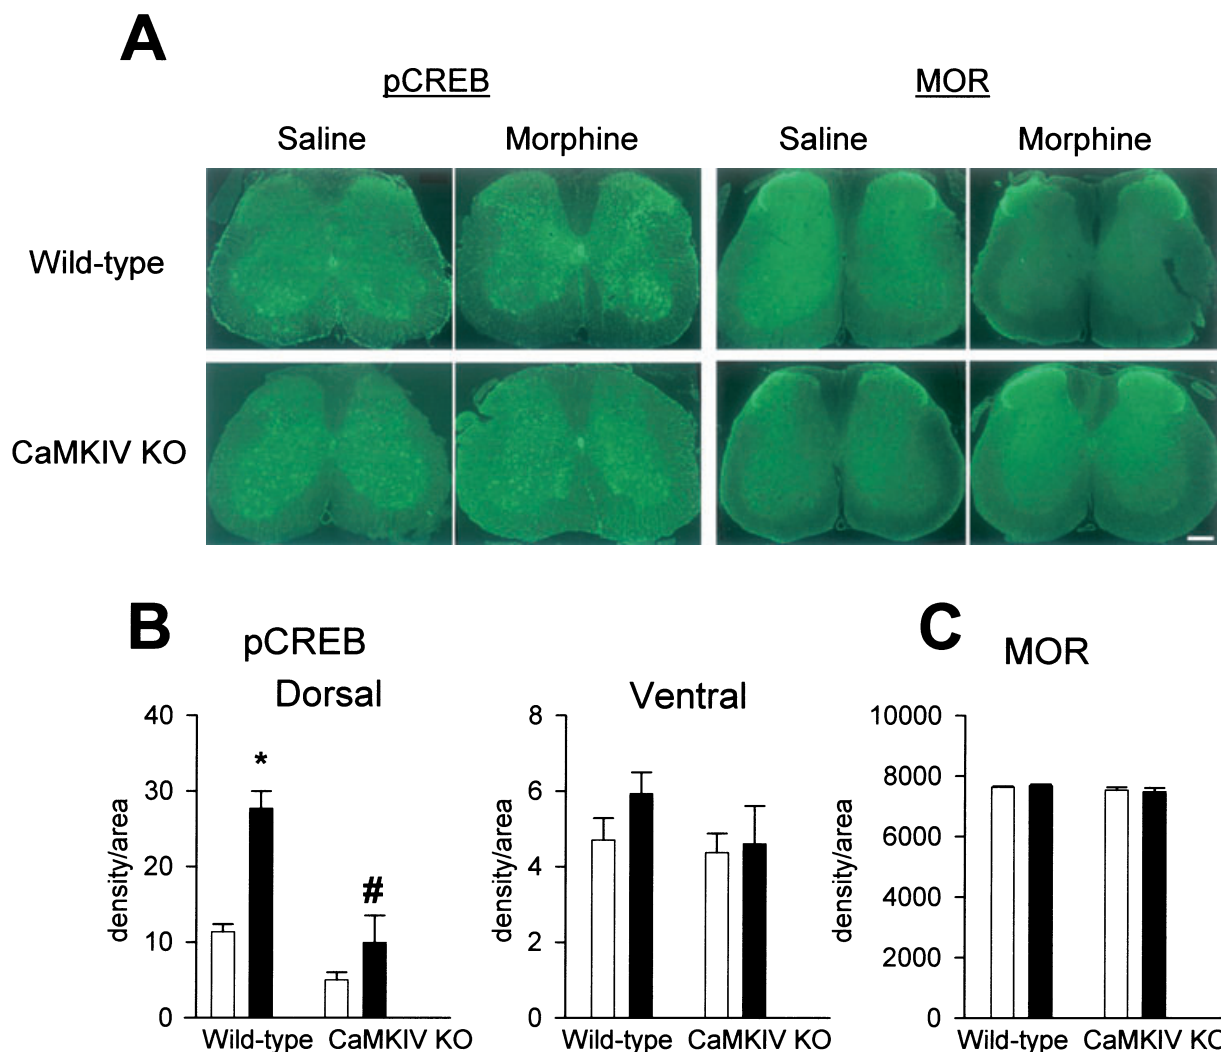 A
pCREB
MOR
Saline
Morphine
Saline
Morphine
Wild-type
CaMKIV KO
B
pCREB
Dorsal
40
30
20
10
0
density/area
*
#
Wild-type
CaMKIV KO
Ventral
8
6
4
2
0
density/area
Wild-type
CaMKIV KO
C
MOR
10000
8000
6000
4000
2000
0
density/area
Wild-type
CaMKIV KO